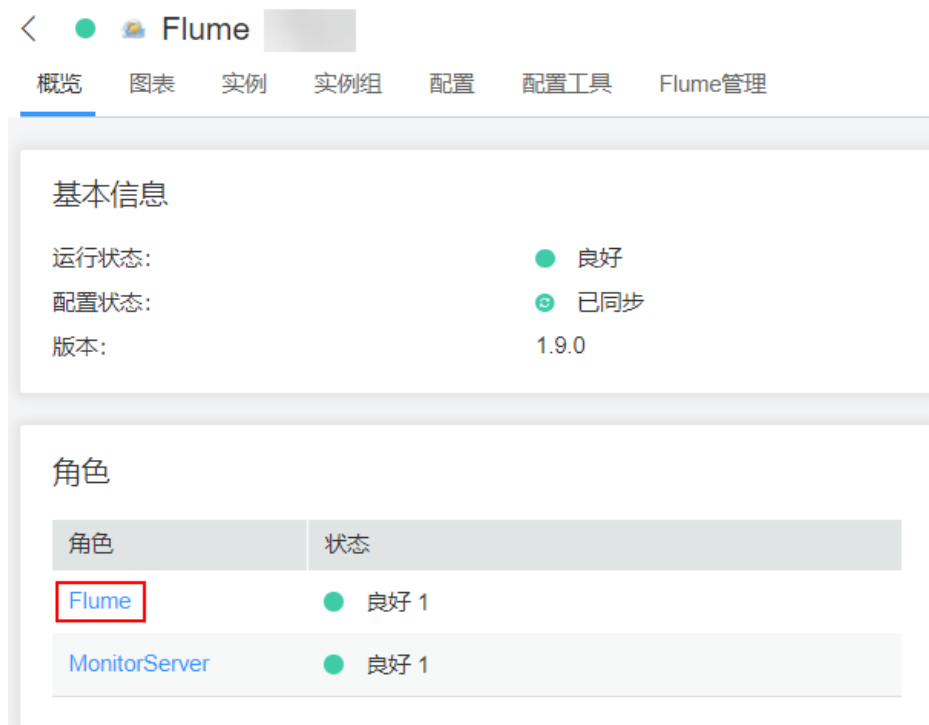 Flume
概览 图表 实例 实例组 配置 配置工具 Flume管理
基本信息
运行状态: 良好
配置状态: 已同步
版本: 1.9.0
角色
角色 状态
Flume 良好 1
MonitorServer 良好 1